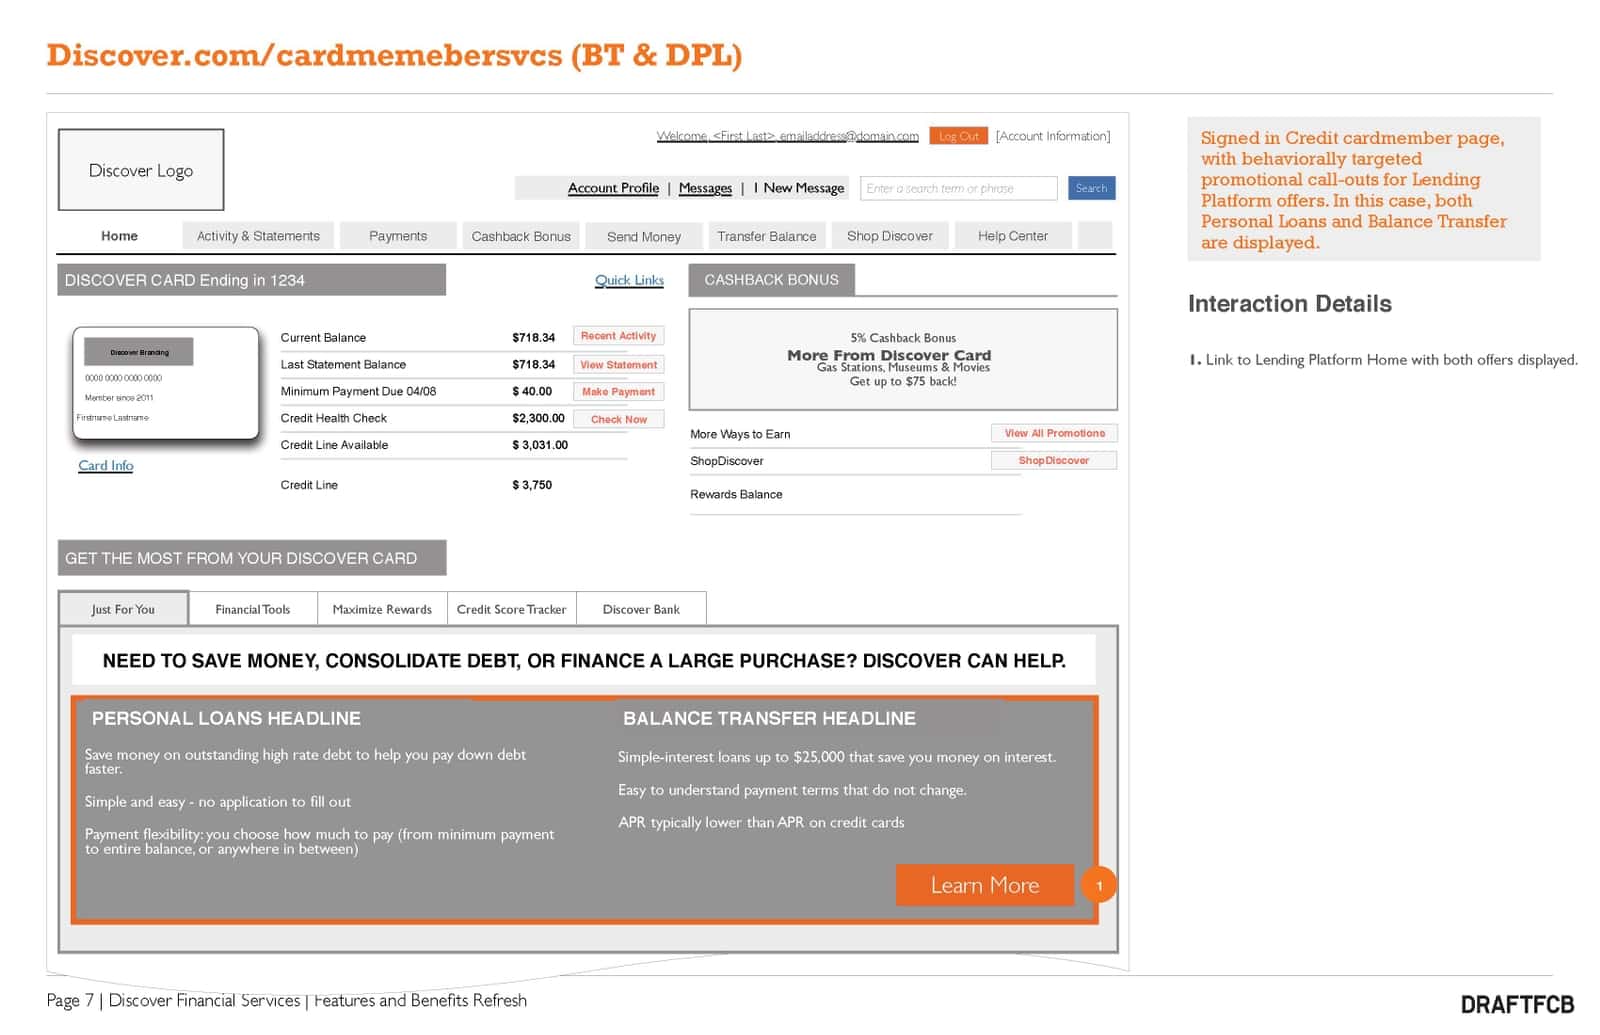 Discover.com/cardmemebersvcs (BT & DPL)
Welcome, <First Last>, emailaddress@domain.com
Log Out
[Account Information]
Discover Logo
Account Profile | Messages | 1 New Message
Enter a search term or phrase
Search
Home
Activity & Statements
Payments
Cashback Bonus
Send Money
Transfer Balance
Shop Discover
Help Center
DISCOVER CARD Ending in 1234
Quick Links
Discover Branding
0000 0000 0000 0000
Member since 2011
Firstname Lastname
Card Info
Current Balance $718.34 Recent Activity
Last Statement Balance $718.34 View Statement
Minimum Payment Due 04/08 $ 40.00 Make Payment
Credit Health Check $2,300.00 Check Now
Credit Line Available $ 3,031.00
Credit Line $ 3,750
CASHBACK BONUS
5% Cashback Bonus
More From Discover Card
Gas Stations, Museums & Movies
Get up to $75 back!
More Ways to Earn View All Promotions
ShopDiscover ShopDiscover
Rewards Balance
GET THE MOST FROM YOUR DISCOVER CARD
Just For You
Financial Tools
Maximize Rewards
Credit Score Tracker
Discover Bank
NEED TO SAVE MONEY, CONSOLIDATE DEBT, OR FINANCE A LARGE PURCHASE? DISCOVER CAN HELP.
PERSONAL LOANS HEADLINE
Save money on outstanding high rate debt to help you pay down debt
faster.
Simple and easy - no application to fill out
Payment flexibility: you choose how much to pay (from minimum payment
to entire balance, or anywhere in between)
BALANCE TRANSFER HEADLINE
Simple-interest loans up to $25,000 that save you money on interest.
Easy to understand payment terms that do not change.
APR typically lower than APR on credit cards
Learn More
1
Signed in Credit cardmember page,
with behaviorally targeted
promotional call-outs for Lending
Platform offers. In this case, both
Personal Loans and Balance Transfer
are displayed.
Interaction Details
1. Link to Lending Platform Home with both offers displayed.
Page 7 | Discover Financial Services | Features and Benefits Refresh
DRAFTFCB